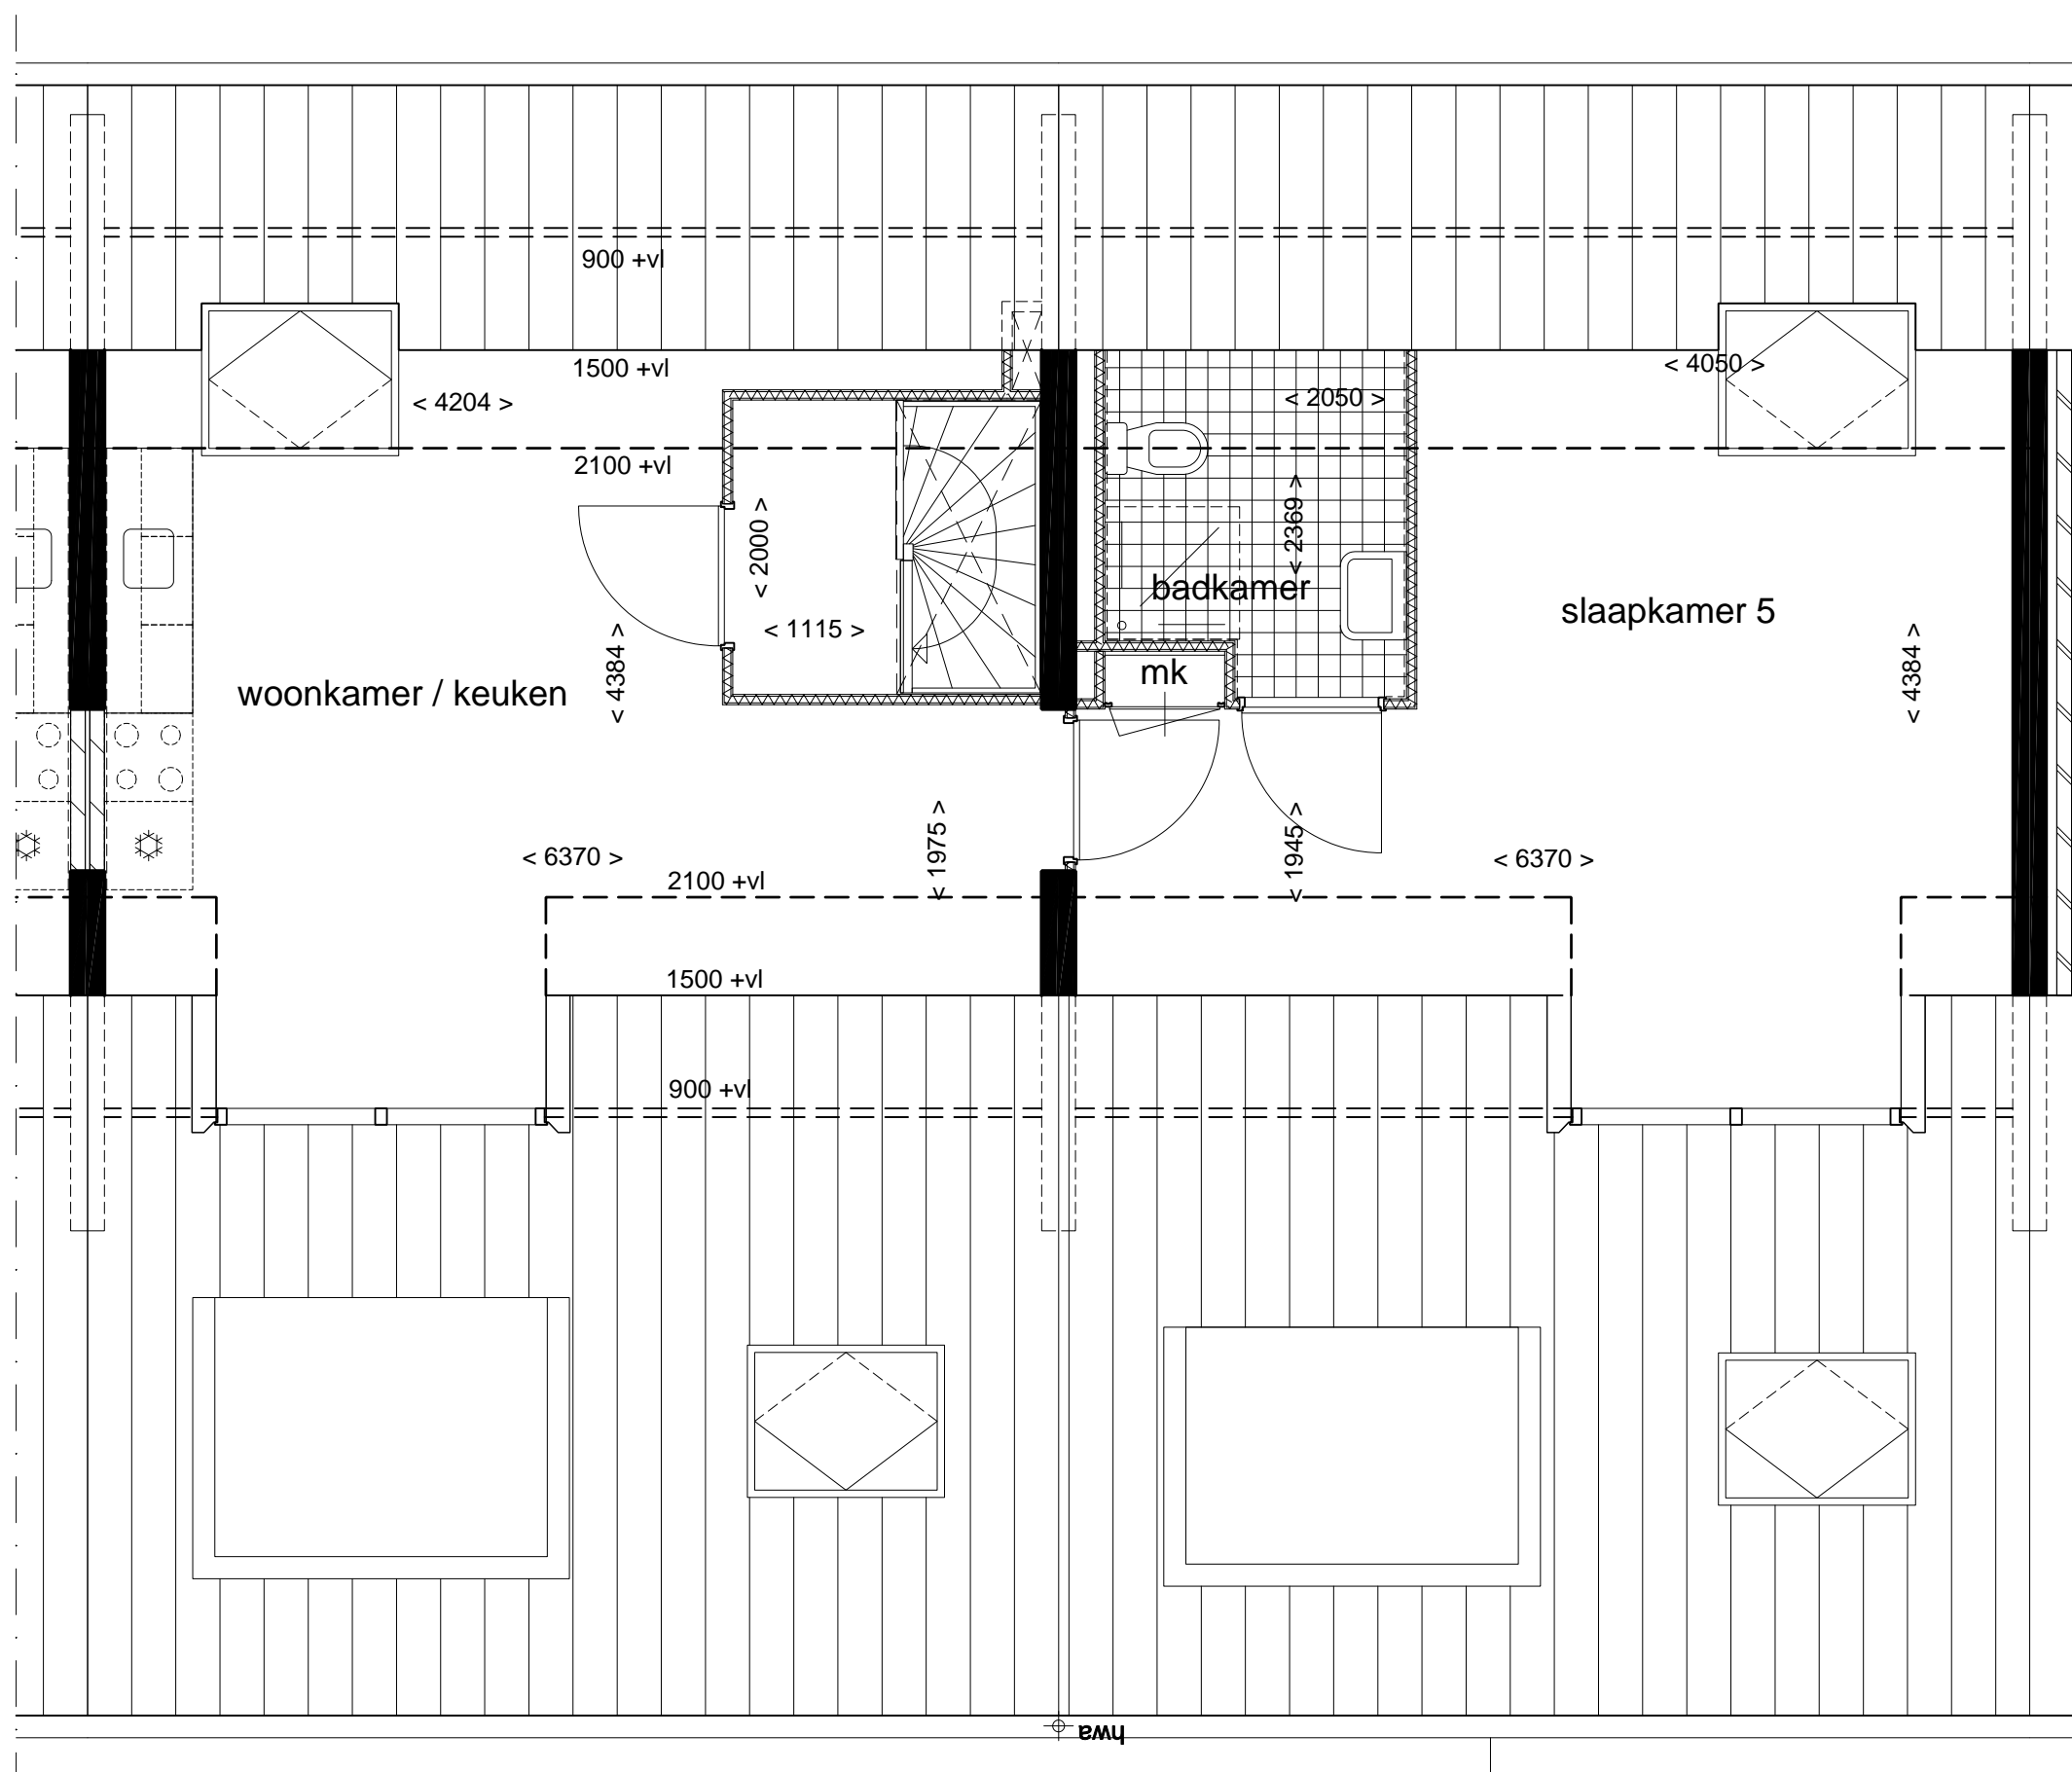 900 +vl
1500 +vl
< 4050 >
< 4204 >
< 2050 >
2100 +vl
< 2000 >
< 2369 >
badkamer
slaapkamer 5
< 1115 >
< 4384 >
< 4384 >
mk
woonkamer / keuken
< 1975 >
< 1945 >
< 6370 >
< 6370 >
2100 +vl
1500 +vl
900 +vl
hwa